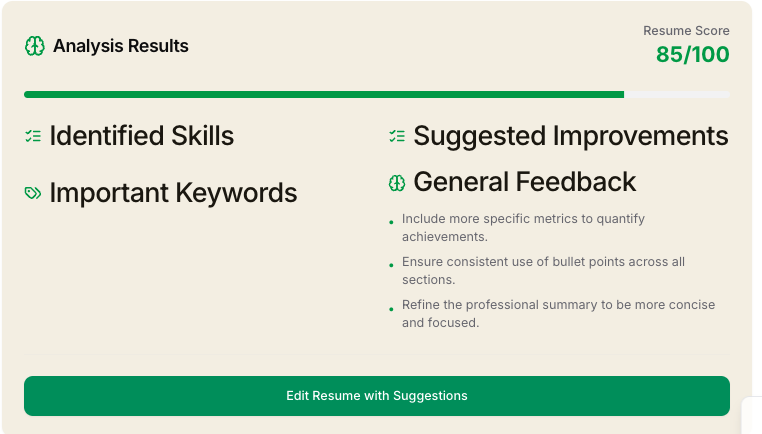 Analysis Results
Resume Score
85/100
Identified Skills
Important Keywords
Suggested Improvements
General Feedback
Include more specific metrics to quantify
achievements.
Ensure consistent use of bullet points across all
sections.
Refine the professional summary to be more concise
and focused.
Edit Resume with Suggestions